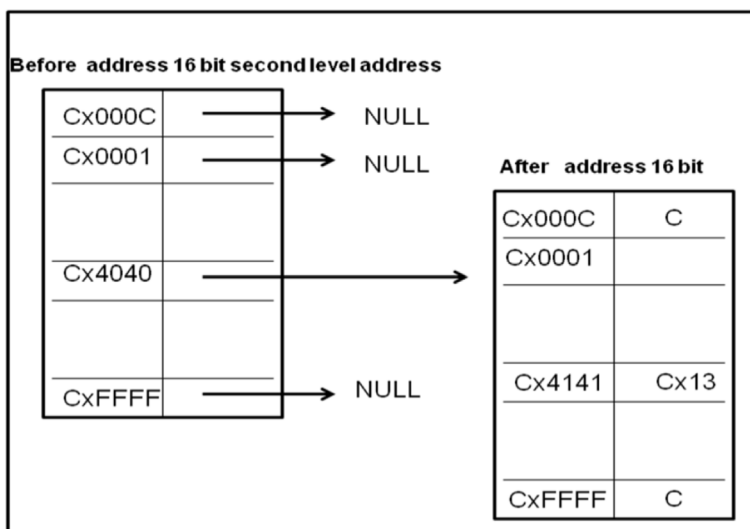 Before address 16 bit second level address
Cx000C NULL
Cx0001 NULL
Cx4040
CxFFFF NULL
After address 16 bit
Cx000C C
Cx0001
Cx4141 Cx13
CxFFFF C